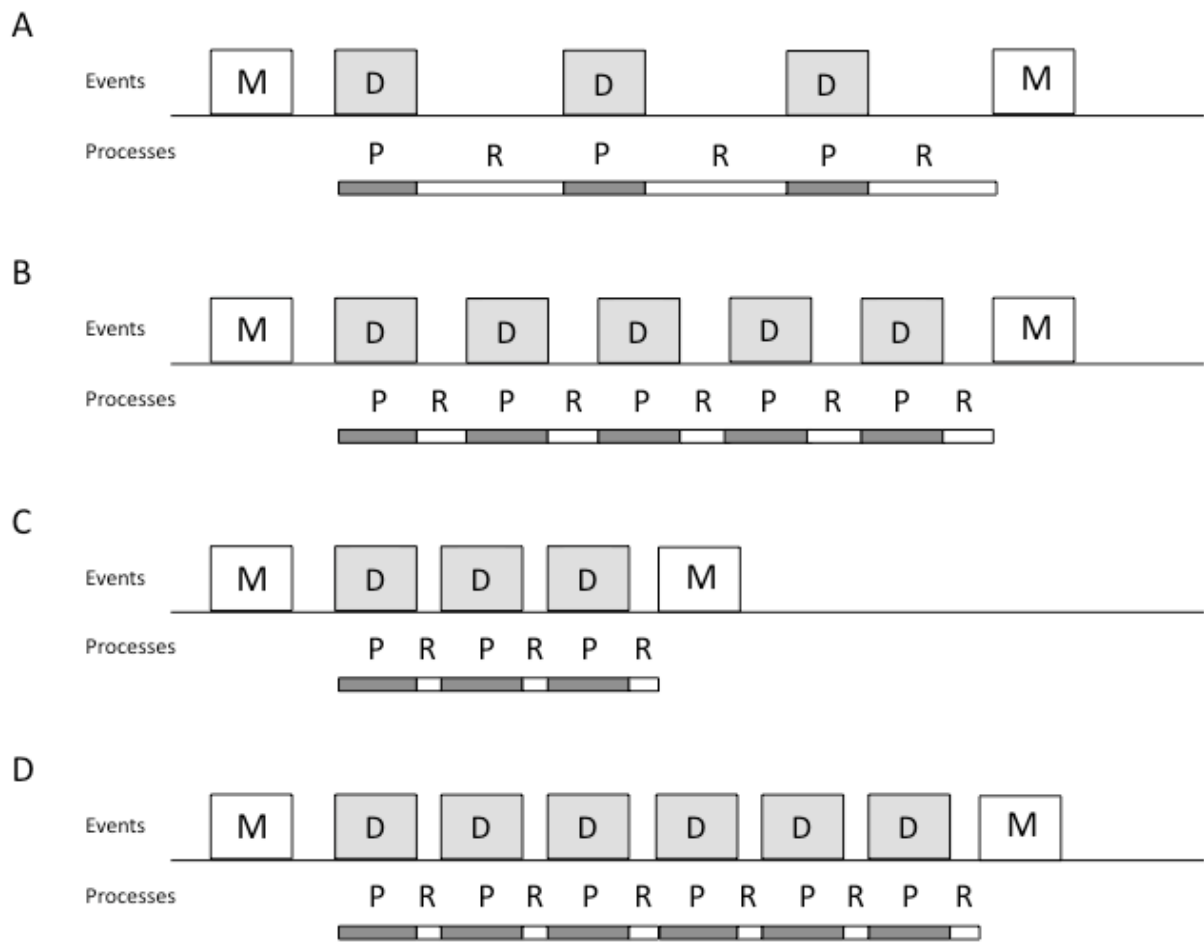 A
Events M D D D M
Processes P R P R P R
B
Events M D D D D D M
Processes P R P R P R P R P R
C
Events M D D D M
Processes P R P R P R
D
Events M D D D D D D M
Processes P R P R P R P R P R P R